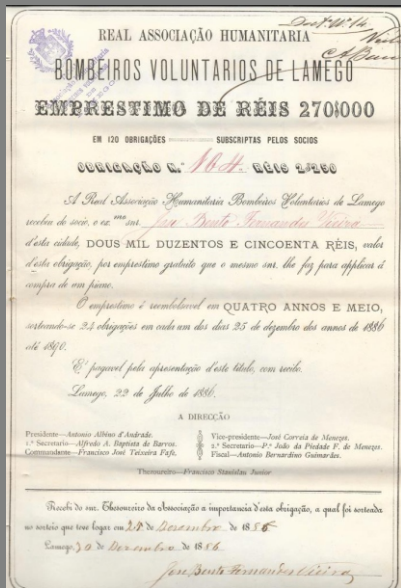 REAL ASSOCIAÇÃO HUMANITARIA
BOMBEIROS VOLUNTARIOS DE LAMEGO
EMPRESTIMO DE RÉIS 270$000
EM 120 OBRIGAÇÕES SUBSCRIPTAS PELOS SOCIOS
OBRIGAÇÃO N.º 104 RÉIS 2$250
A Real Associação Humanitaria Bombeiros Voluntarios de Lamego
recebeu do socio, o ex.mo snr. José Bento Fernandes Vieira
d'esta cidade, DOUS MIL DUZENTOS E CINCOENTA RÉIS, valor
d'esta obrigação, por emprestimo gratuito que o mesmo snr. lhe faz para applicar á
compra de um piano.
O emprestimo é reembolsavel em QUATRO ANNOS E MEIO,
sorteando-se 24 obrigações em cada um dos dias 25 de dezembro dos annos de 1886
até 1890.
É pagavel pela apresentação d'este titulo, com recibo.
Lamego, 22 de Julho de 1886.
A DIRECÇÃO
Presidente—Antonio Albino d'Andrade.
1.º Secretario—Alfredo A. Baptista de Barros.
Commandante—Francisco José Teixeira Fafe.
Vice-presidente—José Correia de Menezes.
2.º Secretario—P.e João da Piedade F. de Menezes.
Fiscal—Antonio Bernardino Guimarães.
Thesoureiro—Francisco Stanislau Junior
Recebi do snr. Thesoureiro da Associação a importancia d'esta obrigação, a qual foi sorteada
no sorteio que teve logar em 25 de Dezembro de 1886
Lamego, 30 de Dezembro de 1886.
José Bento Fernandes Vieira